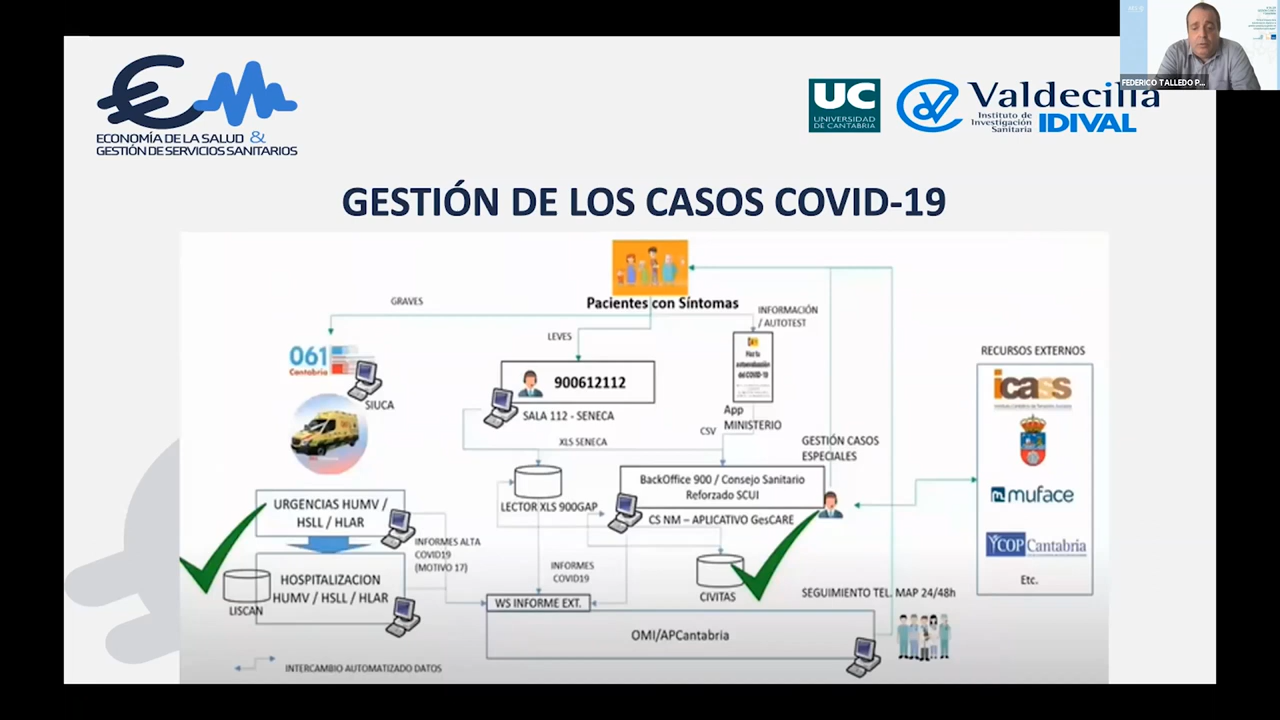 FEDERICO TALLEDO P...
ECONOMÍA DE LA SALUD &
GESTIÓN DE SERVICIOS SANITARIOS
UC
UNIVERSIDAD
DE CANTABRIA
Valdecilla
Instituto de
Investigación
Sanitaria
IDIVAL
GESTIÓN DE LOS CASOS COVID-19
Pacientes con Síntomas
GRAVES
LEVES
INFORMACIÓN
/ AUTOTEST
061
Cantabria
SIUCA
900612112
SALA 112 - SENECA
XLS SENECA
App
MINISTERIO
CSV
GESTIÓN CASOS
ESPECIALES
RECURSOS EXTERNOS
icass
muface
COP Cantabria
Etc.
LECTOR XLS 900GAP
BackOffice 900 / Consejo Sanitario
Reforzado SCUI
CS NM – APLICATIVO GesCARE
URGENCIAS HUMV /
HSLL / HLAR
INFORMES ALTA
COVID19
(MOTIVO 17)
HOSPITALIZACION
HUMV / HSLL / HLAR
LISCAN
INFORMES
COVID19
CIVITAS
SEGUIMIENTO TEL. MAP 24/48h
WS INFORME EXT.
OMI/APCantabria
INTERCAMBIO AUTOMATIZADO DATOS